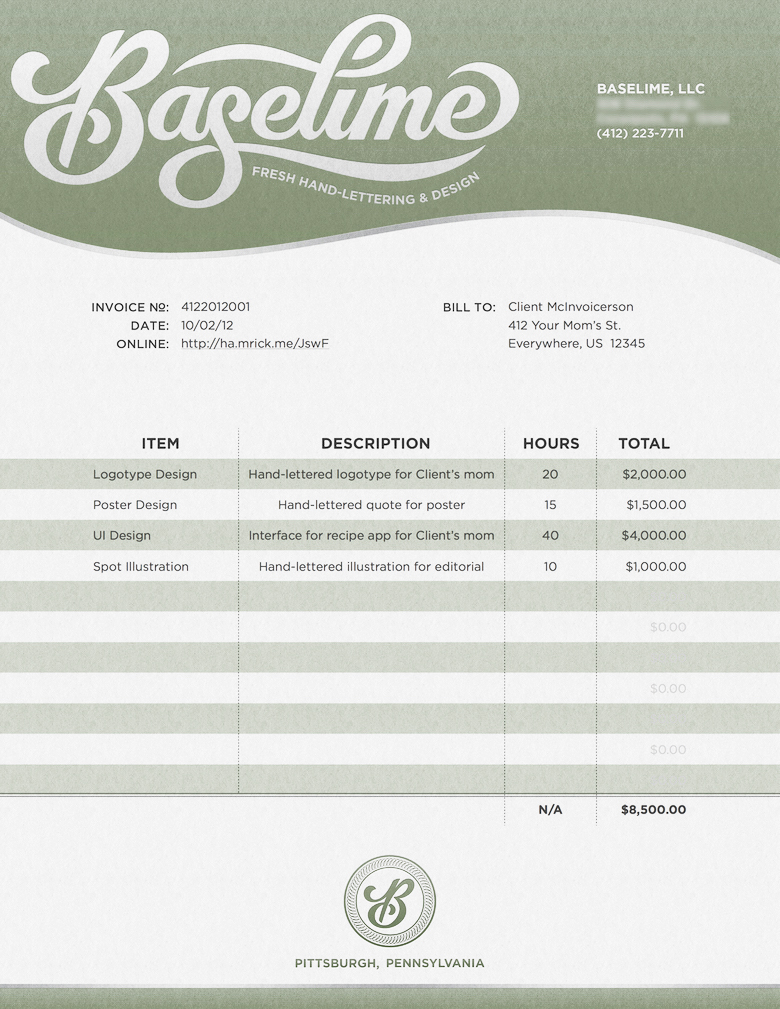 Baselime
FRESH HAND-LETTERING & DESIGN
BASELIME, LLC
(412) 223-7711
INVOICE Nº: 4122012001
DATE: 10/02/12
ONLINE: http://ha.mrick.me/JswF
BILL TO: Client McInvoicerson
412 Your Mom's St.
Everywhere, US 12345
ITEM DESCRIPTION HOURS TOTAL
Logotype Design Hand-lettered logotype for Client's mom 20 $2,000.00
Poster Design Hand-lettered quote for poster 15 $1,500.00
UI Design Interface for recipe app for Client's mom 40 $4,000.00
Spot Illustration Hand-lettered illustration for editorial 10 $1,000.00
$0.00
$0.00
$0.00
N/A $8,500.00
B
PITTSBURGH, PENNSYLVANIA